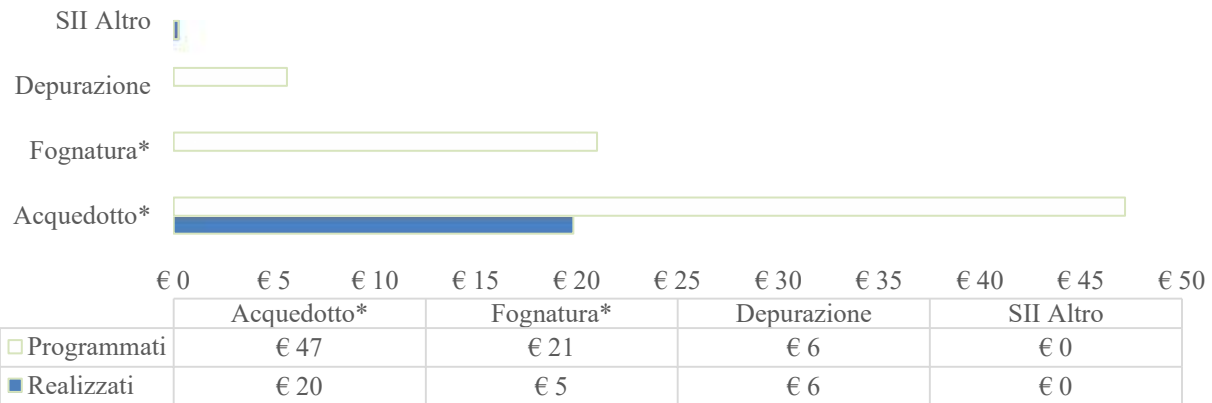 SII Altro
Depurazione
Fognatura*
Acquedotto*
€ 0 € 5 € 10 € 15 € 20 € 25 € 30 € 35 € 40 € 45 € 50
Acquedotto* Fognatura* Depurazione SII Altro
Programmati € 47 € 21 € 6 € 0
Realizzati € 20 € 5 € 6 € 0